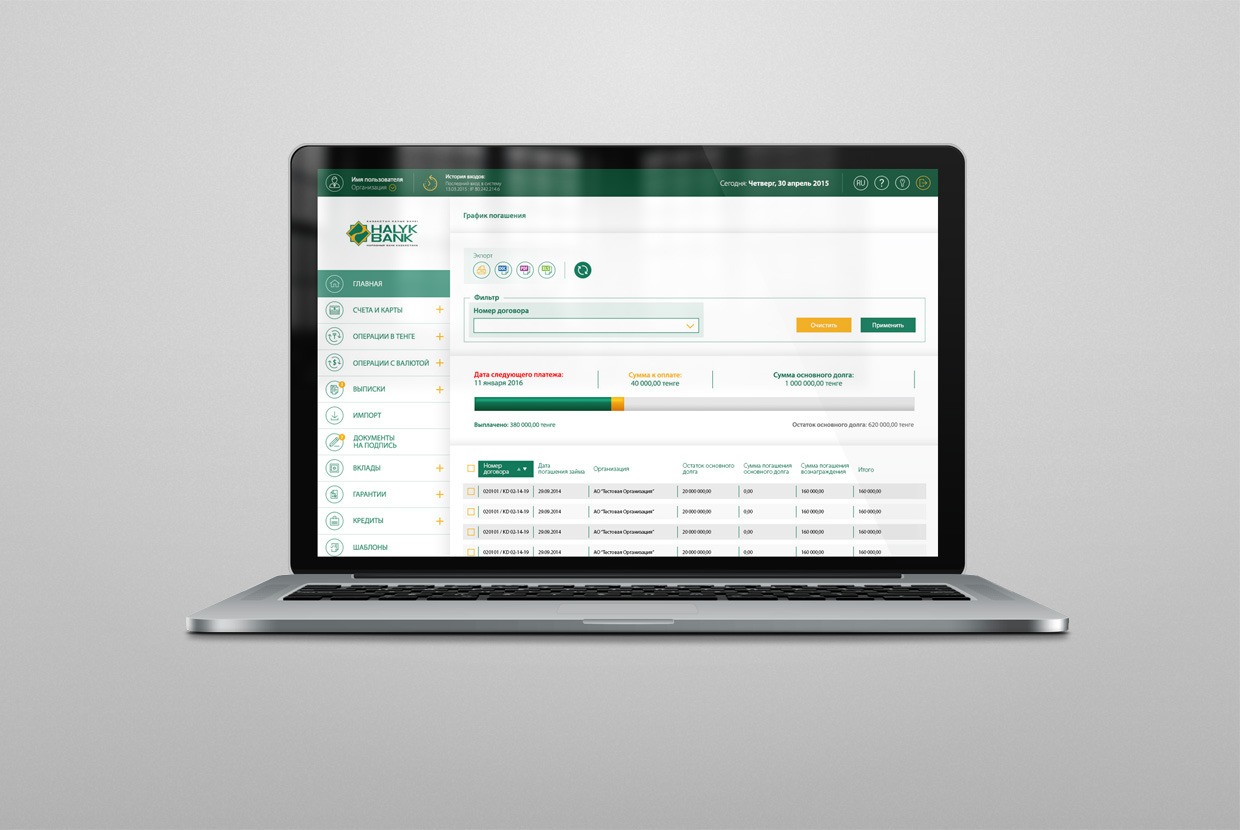 Имя пользователя
Организация
История входов:
Последний вход в систему
Сегодня: Четверг, 30 апрель 2015
RU
?
HALYK
BANK
График погашения
Экпорт
DOC
PDF
XLS
ГЛАВНАЯ
СЧЕТА И КАРТЫ
ОПЕРАЦИИ В ТЕНГЕ
ОПЕРАЦИИ С ВАЛЮТОЙ
ВЫПИСКИ
ИМПОРТ
ДОКУМЕНТЫ
НА ПОДПИСЬ
ВКЛАДЫ
ГАРАНТИИ
КРЕДИТЫ
ШАБЛОНЫ
Фильтр
Номер договора
Очистить
Применить
Дата следующего платежа:
11 января 2016
Сумма к оплате:
40 000,00 тенге
Сумма основного долга:
1 000 000,00 тенге
Выплачено: 380 000,00 тенге
Остаток основного долга: 620 000,00 тенге
Номер
договора
Дата
погашения займа
Организация
Остаток основного
долга
Сумма погашения
основного долга
Сумма погашения
вознаграждения
Итого
020101 / KD 02-14-19 29.09.2014 АО "Тестовая Организация" 20 000 000,00 0,00 160 000,00 160 000,00
020101 / KD 02-14-19 29.09.2014 АО "Тестовая Организация" 20 000 000,00 0,00 160 000,00 160 000,00
020101 / KD 02-14-19 29.09.2014 АО "Тестовая Организация" 20 000 000,00 0,00 160 000,00 160 000,00
020101 / KD 02-14-19 29.09.2014 АО "Тестовая Организация" 20 000 000,00 0,00 160 000,00 160 000,00